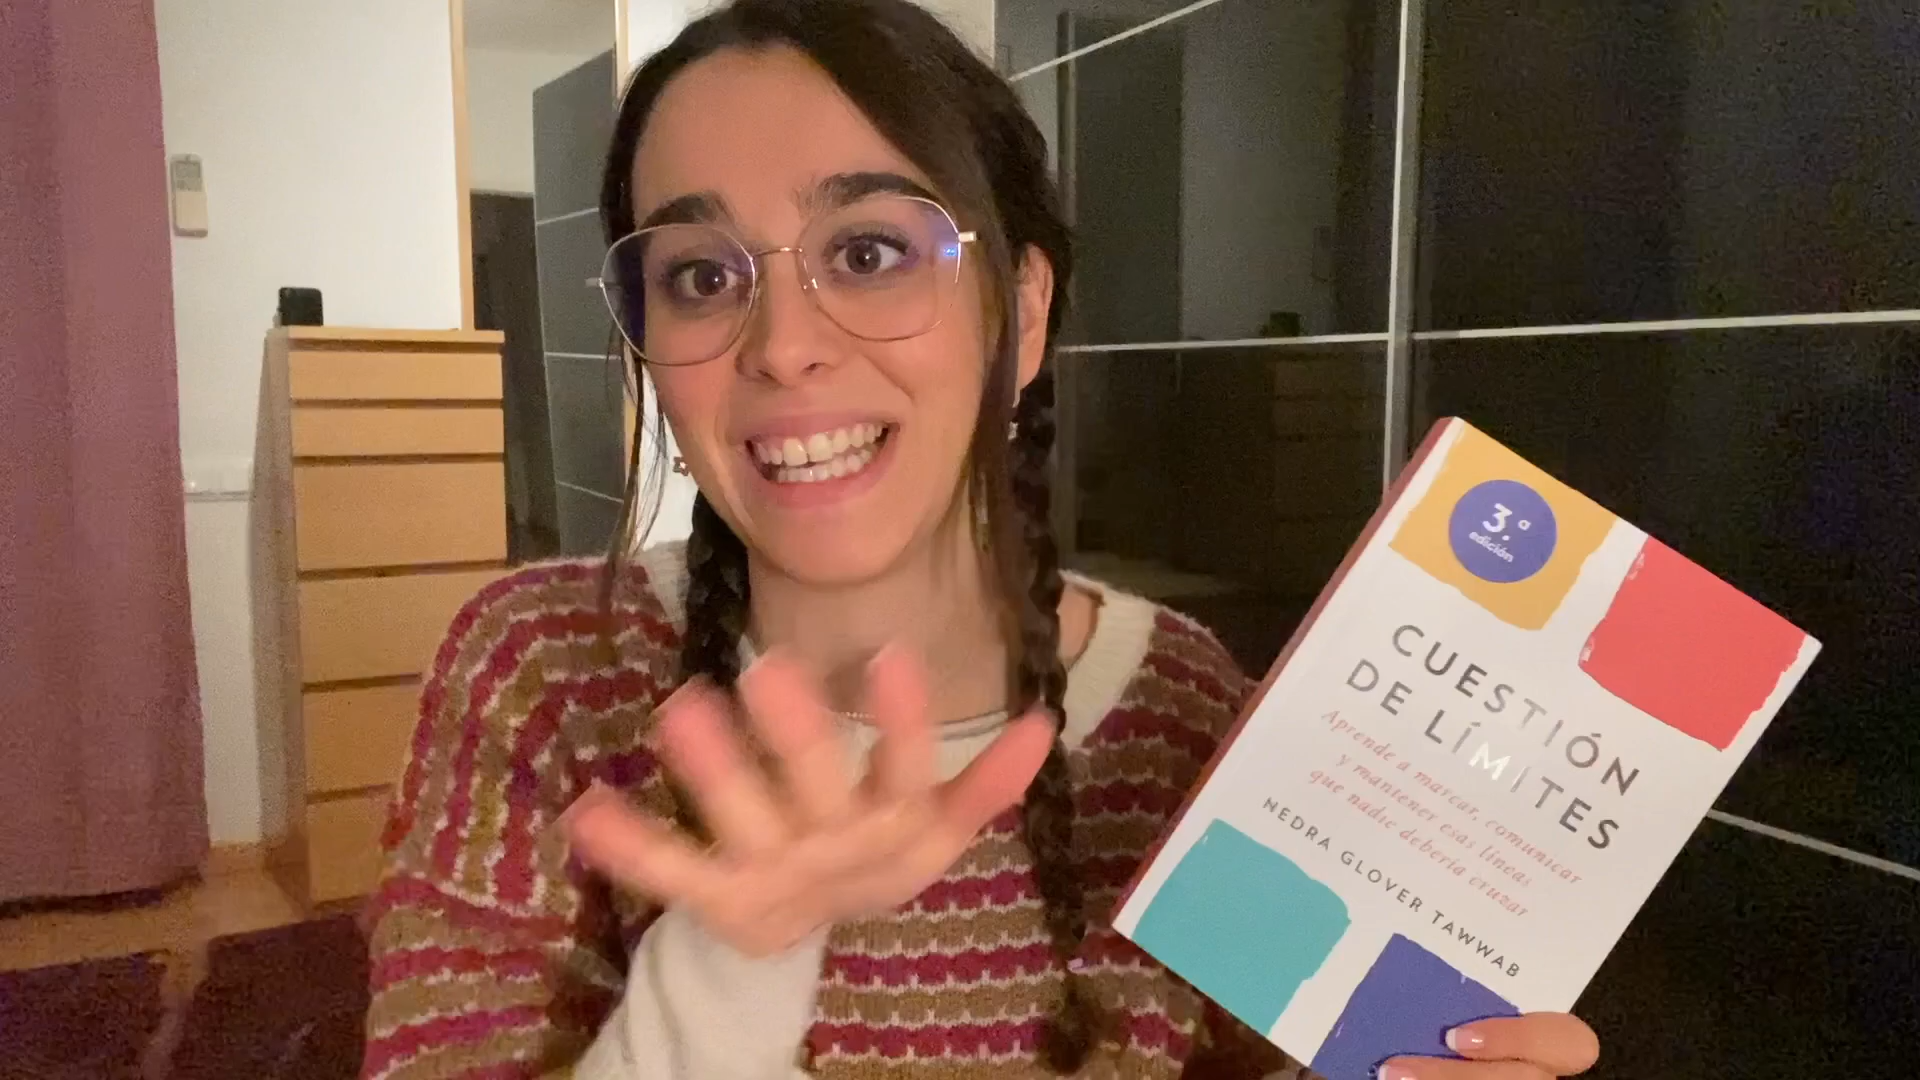 3.ª
edición
CUESTIÓN
DE LÍMITES
Aprende a marcar, comunicar
y mantener esas líneas
que nadie debería cruzar
NEDRA GLOVER TAWWAB